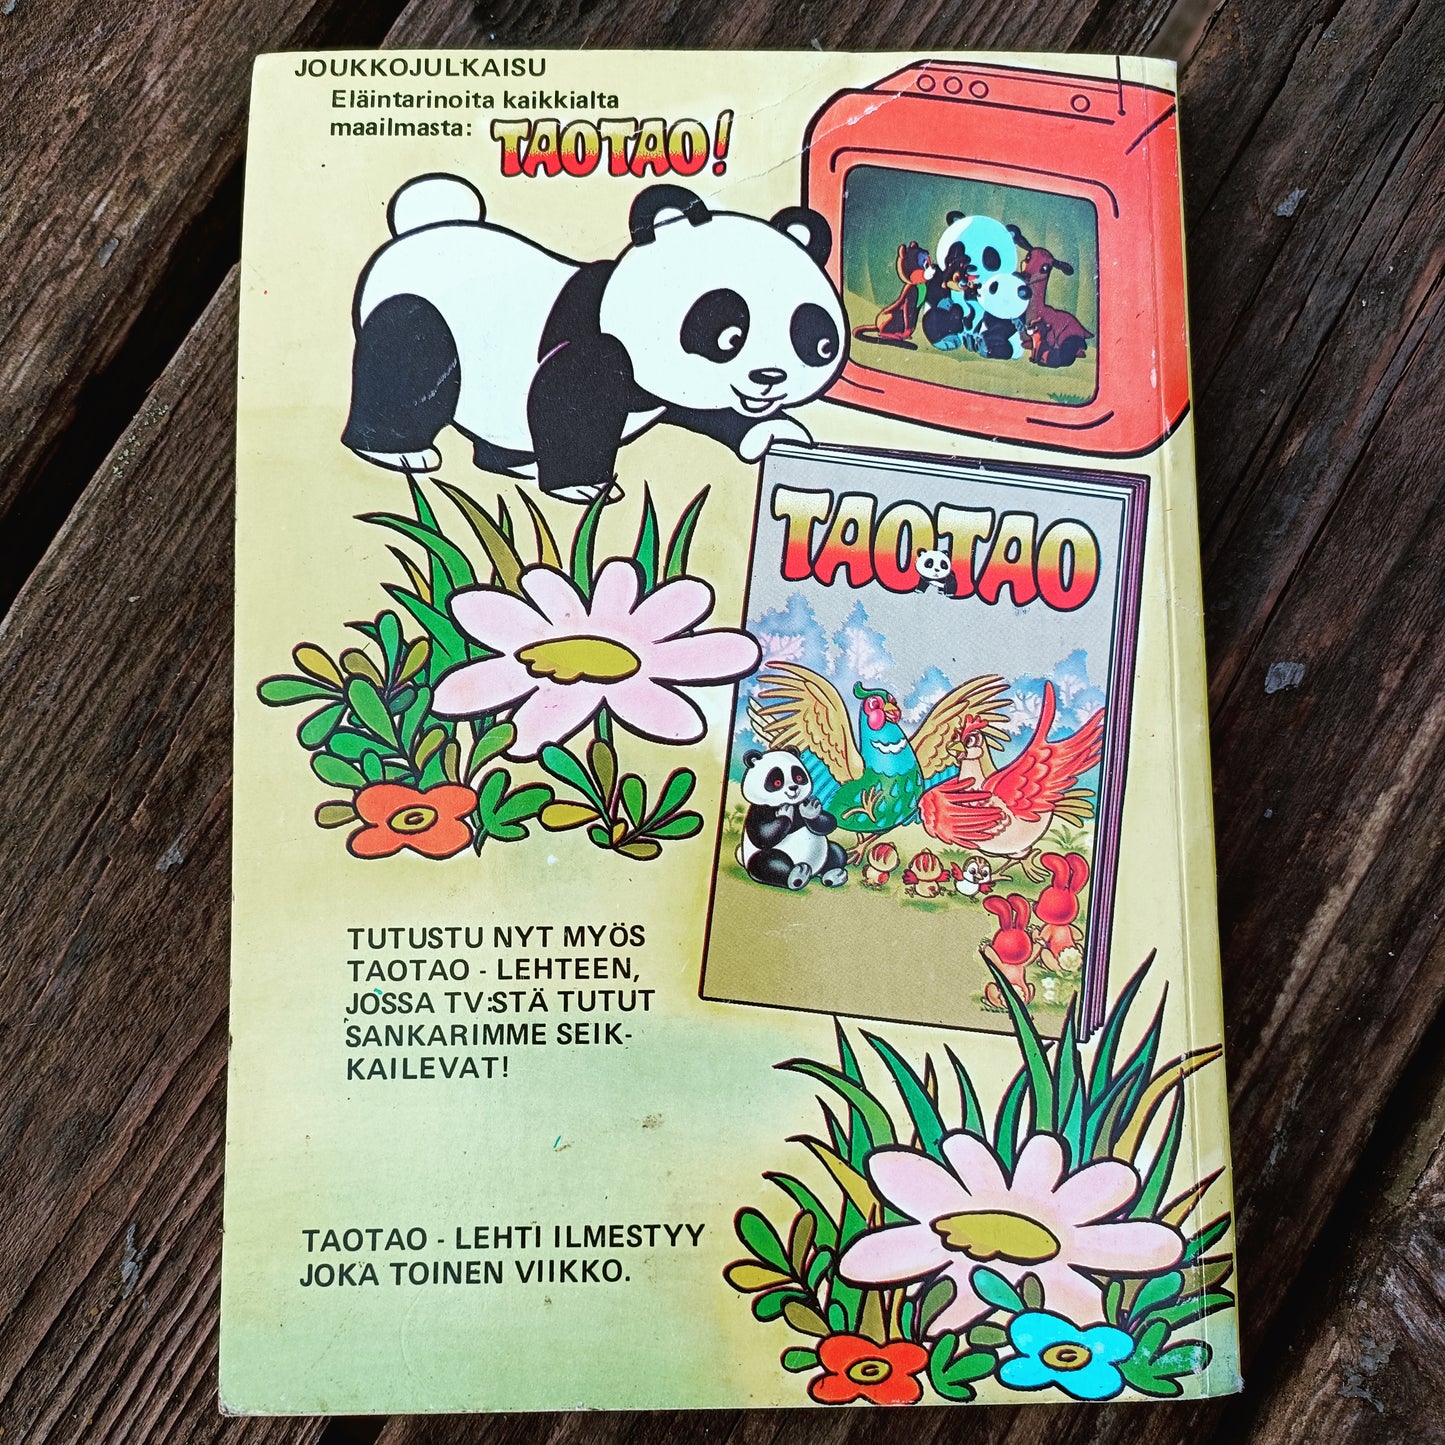 JOUKKOJULKAISU
Eläintarinoita kaikkialta
maailmasta: TAOTAO!
TAOTAO
TUTUSTU NYT MYÖS
TAOTAO - LEHTEEN,
JOSSA TV:STÄ TUTUT
SANKARIMME SEIK-
KAILEVAT!
TAOTAO - LEHTI ILMESTYY
JOKA TOINEN VIIKKO.